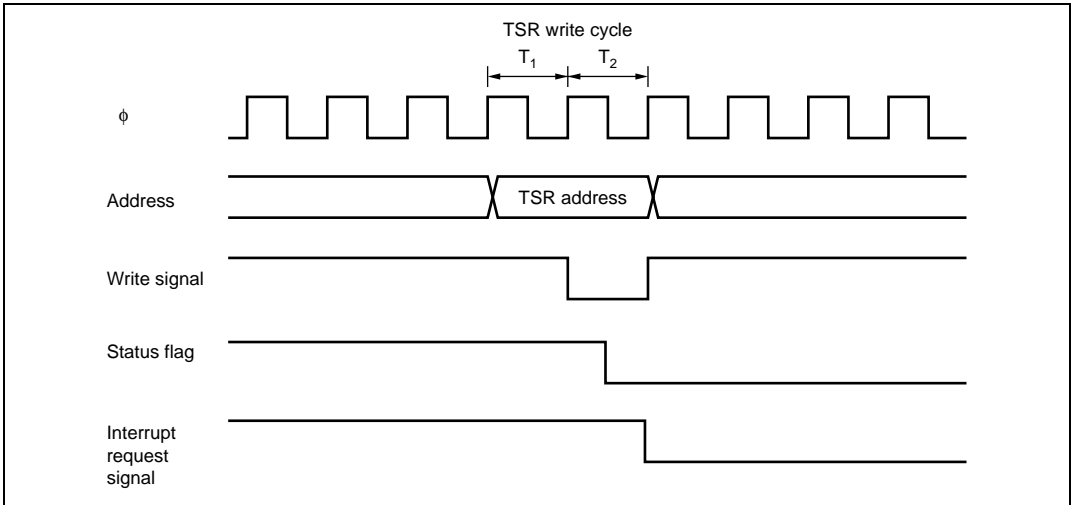 TSR write cycle
T1 T2
ϕ
Address
TSR address
Write signal
Status flag
Interrupt
request
signal